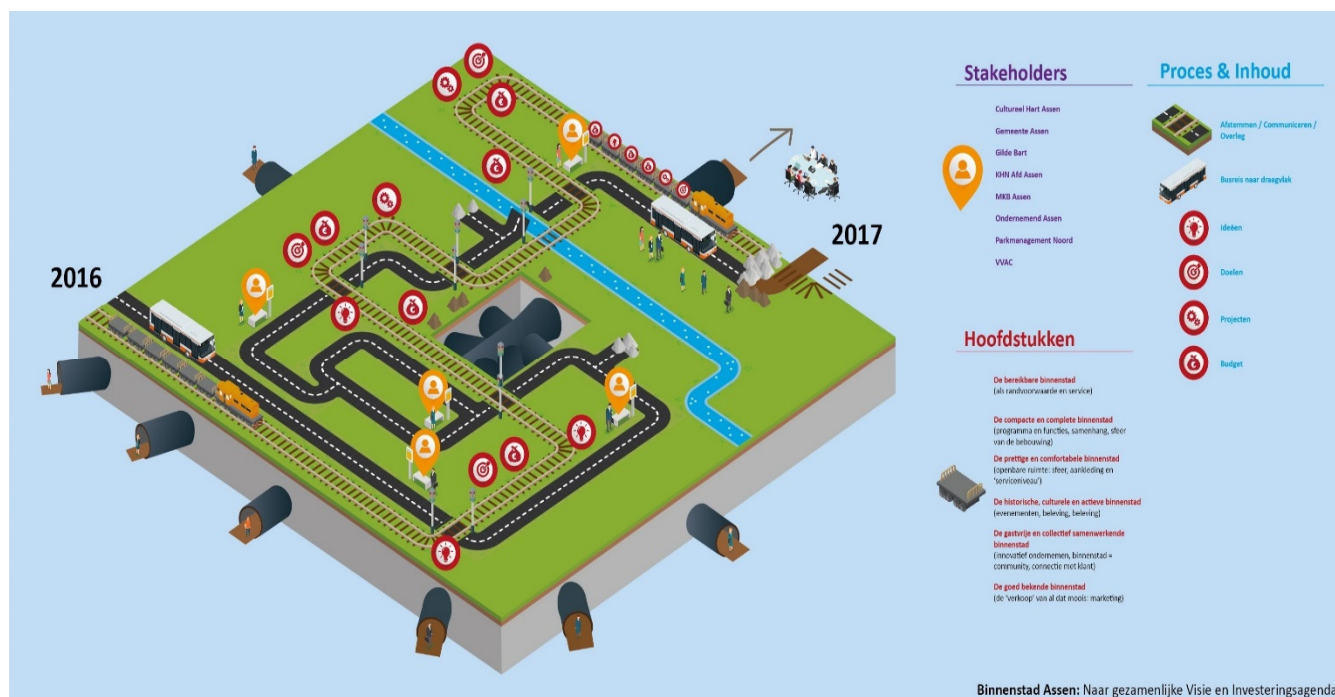 2016
2017
Stakeholders
Cultureel Hart Assen
Gemeente Assen
Gilde Bart
KHN Afd Assen
MKB Assen
Ondernemend Assen
Parkmanagement Noord
VVAC
Proces & Inhoud
Afstemmen / Communiceren /
Overleg
Busreis naar draagvlak
Ideëen
Doelen
Projecten
Budget
Hoofdstukken
De bereikbare binnenstad
(als randvoorwaarde en service)
De compacte en complete binnenstad
(programma en functies, samenhang, sfeer
van de bebouwing)
De prettige en comfortabele binnenstad
(openbare ruimte: sfeer, aankleding en
'serviceniveau')
De historische, culturele en actieve binnenstad
(evenementen, beleving, beleving)
De gastvrije en collectief samenwerkende
binnenstad
(innovatief ondernemen, binnenstad =
community, connectie met klant)
De goed bekende binnenstad
(de 'verkoop' van al dat moois: marketing)
Binnenstad Assen: Naar gezamenlijke Visie en Investeringsagenda